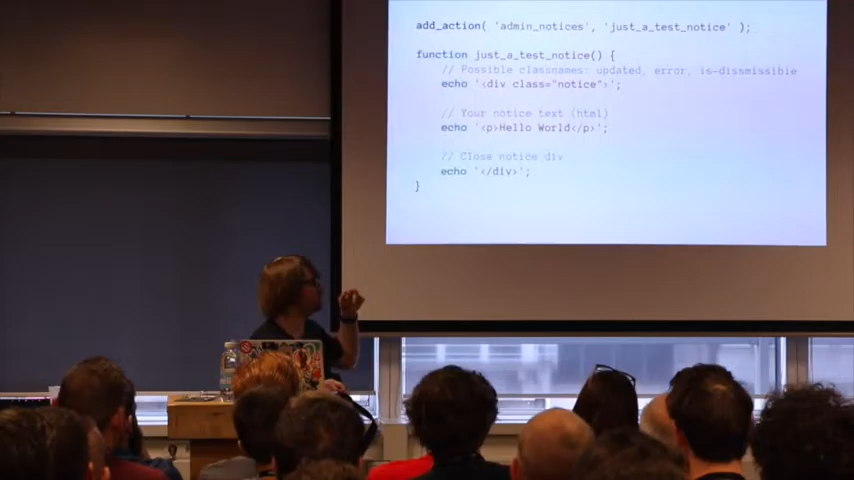 add_action( 'admin_notices', 'just_a_test_notice' );
function just_a_test_notice() {
// Possible classnames: updated, error, is-dissmissible
echo '<div class="notice">';
// Your notice text (html)
echo '<p>Hello World</p>';
// Close notice div
echo '</div>';
}